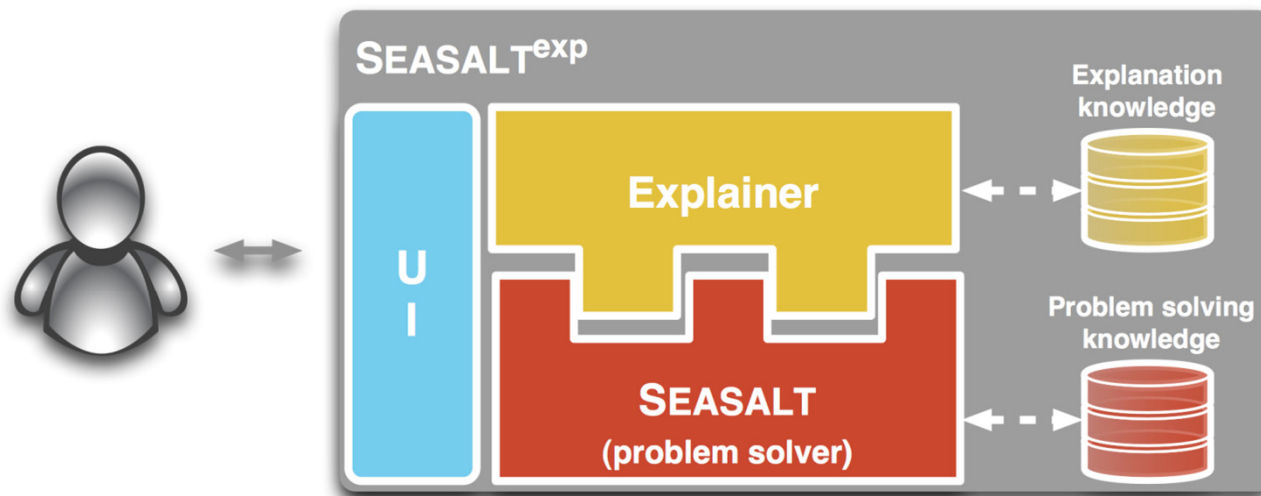 SEASALTexp
Explanation
knowledge
Explainer
U
I
Problem solving
knowledge
SEASALT
(problem solver)